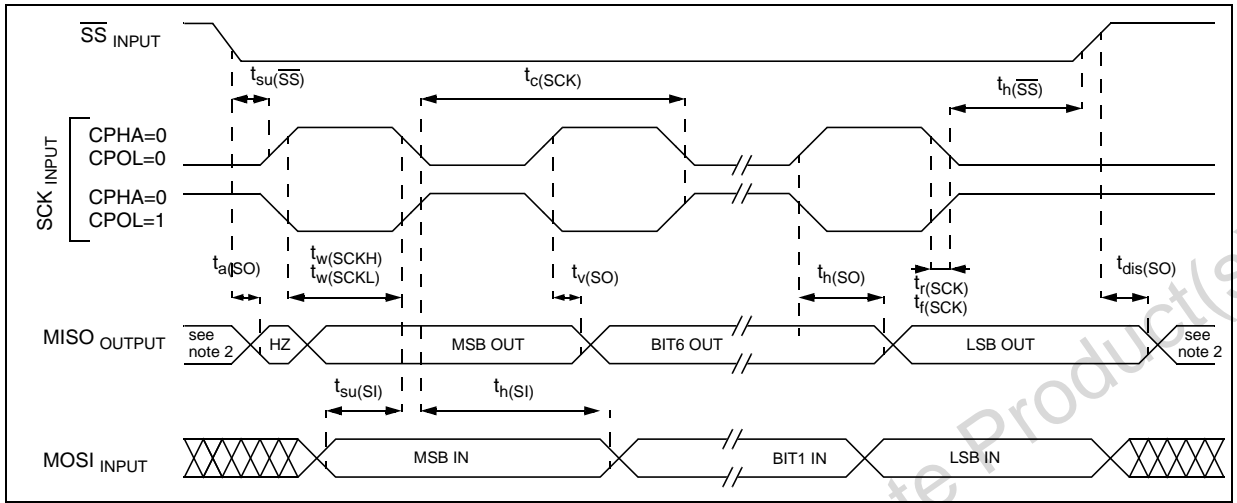 SS INPUT
tsu(SS)
tc(SCK)
th(SS)
SCK INPUT
CPHA=0
CPOL=0
CPHA=0
CPOL=1
ta(SO)
tw(SCKH)
tw(SCKL)
tv(SO)
th(SO)
tr(SCK)
tf(SCK)
tdis(SO)
MISO OUTPUT
see
note 2
HZ
MSB OUT
BIT6 OUT
LSB OUT
see
note 2
tsu(SI)
th(SI)
MOSI INPUT
MSB IN
BIT1 IN
LSB IN
Product(s